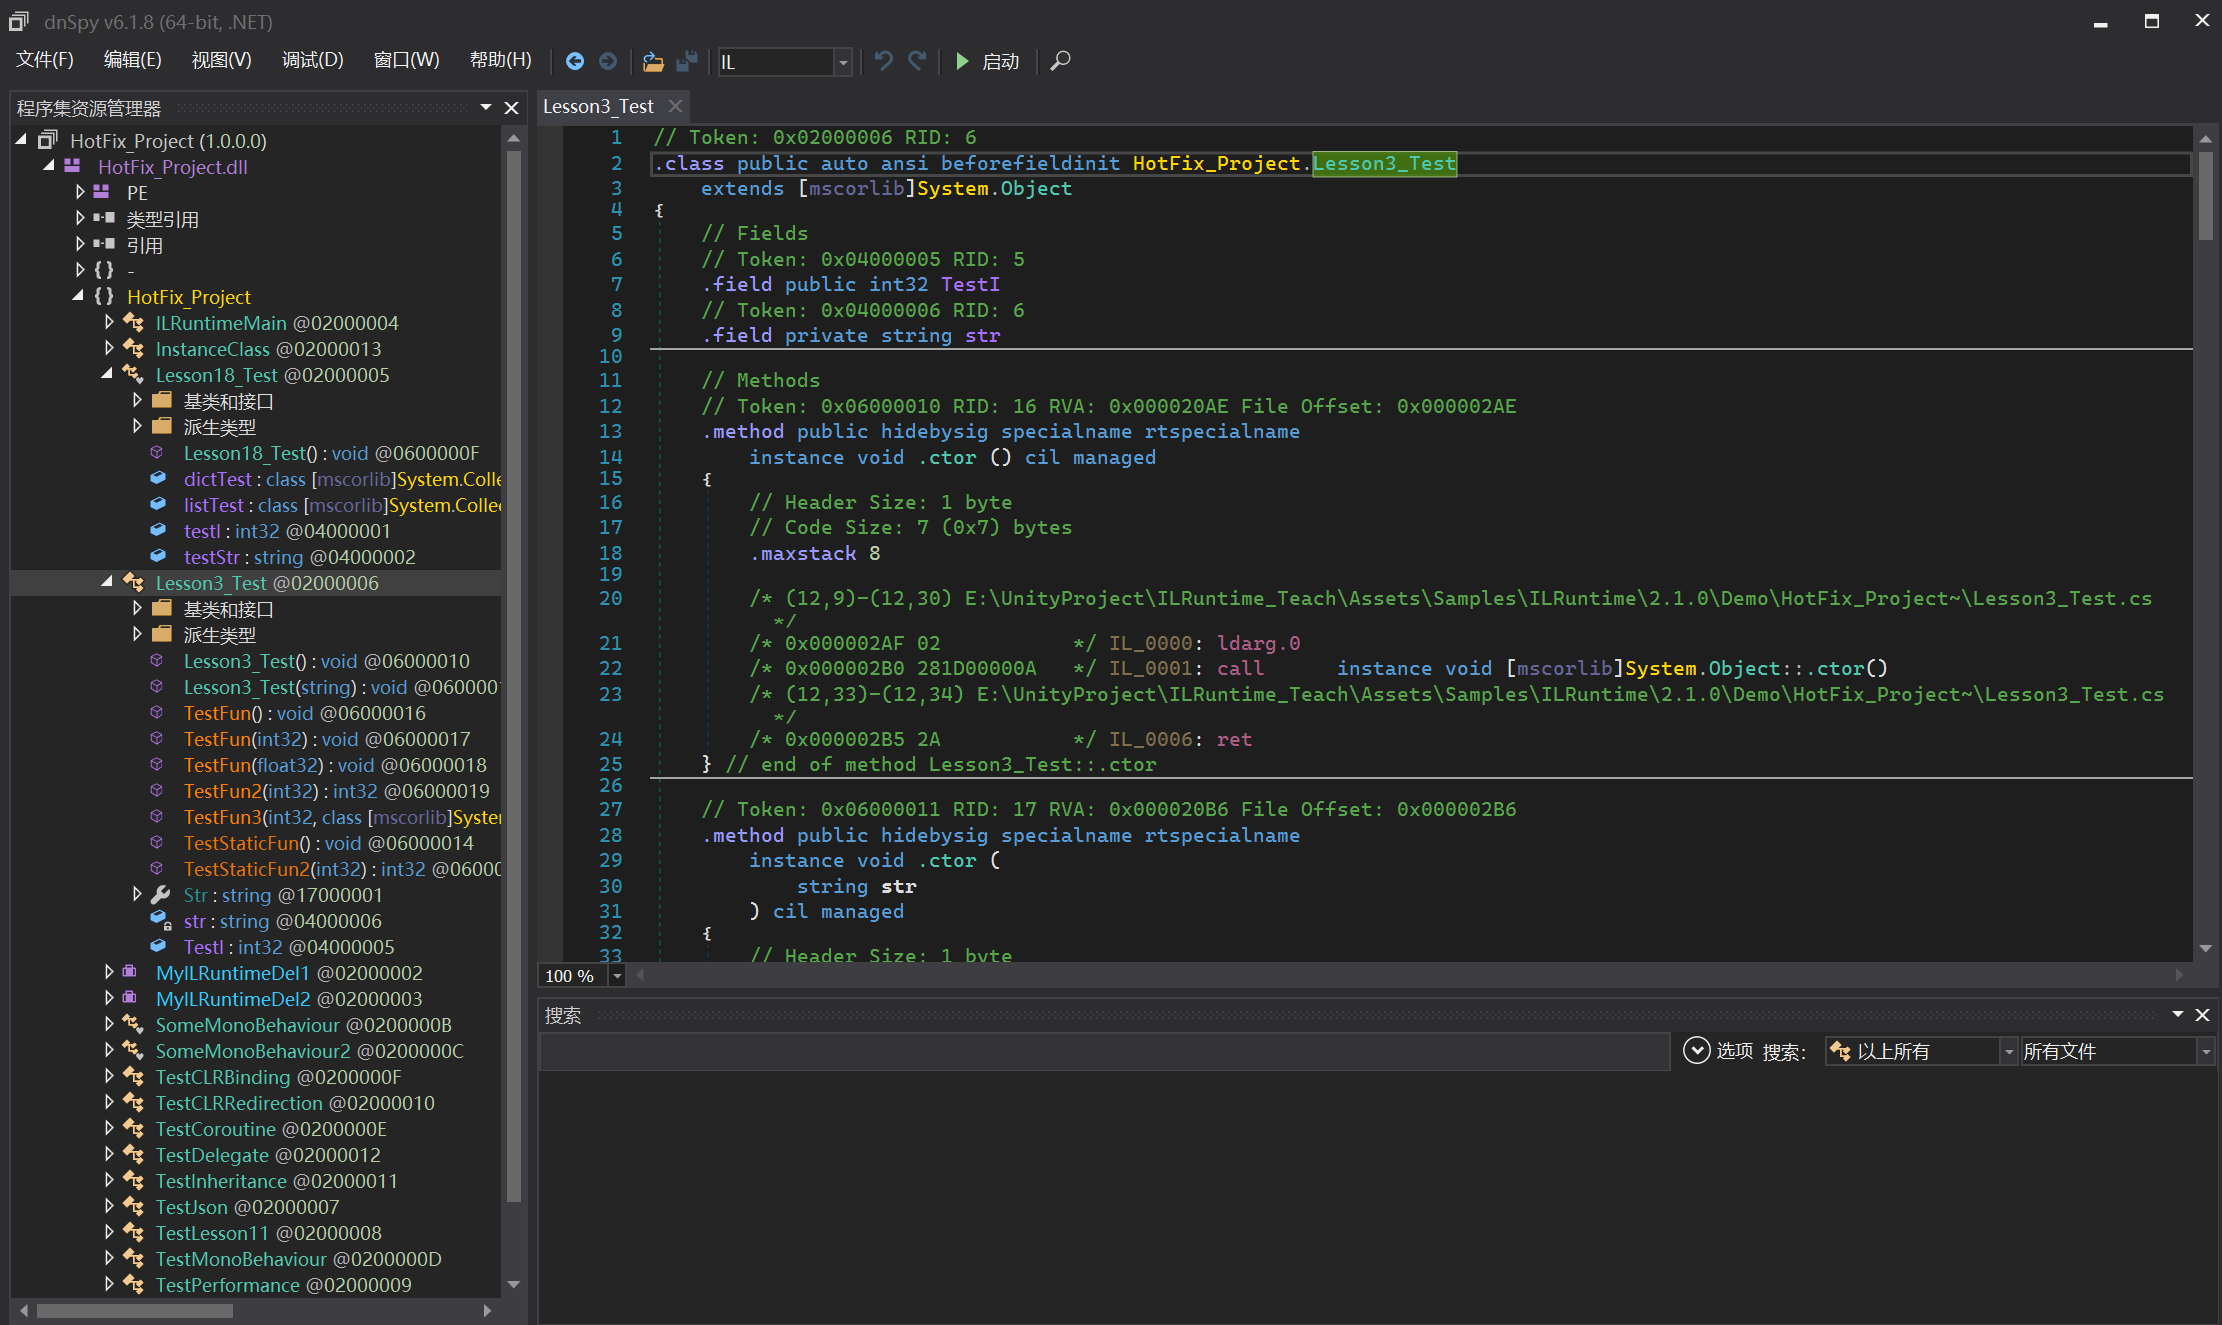 dnSpy v6.1.8 (64-bit, .NET)
文件(F) 编辑(E) 视图(V) 调试(D) 窗口(W) 帮助(H) IL 启动
程序集资源管理器
HotFix_Project (1.0.0.0)
HotFix_Project.dll
PE
类型引用
引用
{ } -
{ } HotFix_Project
ILRuntimeMain @02000004
InstanceClass @02000013
Lesson18_Test @02000005
基类和接口
派生类型
Lesson18_Test() : void @0600000F
dictTest : class [mscorlib]System.Colle
listTest : class [mscorlib]System.Collec
testI : int32 @04000001
testStr : string @04000002
Lesson3_Test @02000006
基类和接口
派生类型
Lesson3_Test() : void @06000010
Lesson3_Test(string) : void @0600001
TestFun() : void @06000016
TestFun(int32) : void @06000017
TestFun(float32) : void @06000018
TestFun2(int32) : int32 @06000019
TestFun3(int32, class [mscorlib]System
TestStaticFun() : void @06000014
TestStaticFun2(int32) : int32 @06000
Str : string @17000001
str : string @04000006
TestI : int32 @04000005
MyILRuntimeDel1 @02000002
MyILRuntimeDel2 @02000003
SomeMonoBehaviour @0200000B
SomeMonoBehaviour2 @0200000C
TestCLRBinding @0200000F
TestCLRRedirection @02000010
TestCoroutine @0200000E
TestDelegate @02000012
TestInheritance @02000011
TestJson @02000007
TestLesson11 @02000008
TestMonoBehaviour @0200000D
TestPerformance @02000009
Lesson3_Test
1 // Token: 0x02000006 RID: 6
2 .class public auto ansi beforefieldinit HotFix_Project.Lesson3_Test
3 extends [mscorlib]System.Object
4 {
5 // Fields
6 // Token: 0x04000005 RID: 5
7 .field public int32 TestI
8 // Token: 0x04000006 RID: 6
9 .field private string str
10
11 // Methods
12 // Token: 0x06000010 RID: 16 RVA: 0x000020AE File Offset: 0x000002AE
13 .method public hidebysig specialname rtspecialname
14 instance void .ctor () cil managed
15 {
16 // Header Size: 1 byte
17 // Code Size: 7 (0x7) bytes
18 .maxstack 8
19
20 /* (12,9)-(12,30) E:\UnityProject\ILRuntime_Teach\Assets\Samples\ILRuntime\2.1.0\Demo\HotFix_Project~\Lesson3_Test.cs
*/
21 /* 0x000002AF 02 */ IL_0000: ldarg.0
22 /* 0x000002B0 281D00000A */ IL_0001: call instance void [mscorlib]System.Object::.ctor()
23 /* (12,33)-(12,34) E:\UnityProject\ILRuntime_Teach\Assets\Samples\ILRuntime\2.1.0\Demo\HotFix_Project~\Lesson3_Test.cs
*/
24 /* 0x000002B5 2A */ IL_0006: ret
25 } // end of method Lesson3_Test::.ctor
26
27 // Token: 0x06000011 RID: 17 RVA: 0x000020B6 File Offset: 0x000002B6
28 .method public hidebysig specialname rtspecialname
29 instance void .ctor (
30 string str
31 ) cil managed
32 {
33 // Header Size: 1 byte
100 %
搜索
选项 搜索： 以上所有 所有文件